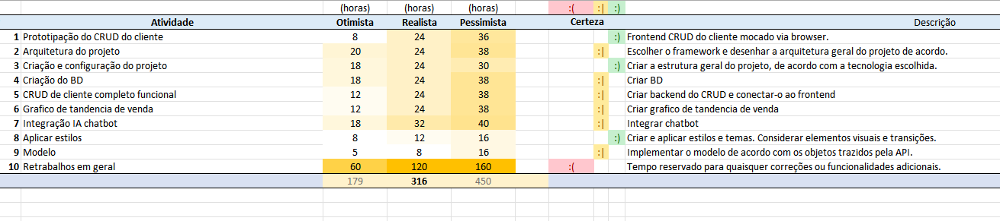 (horas) (horas) (horas) :( :| :)
Atividade Otimista Realista Pessimista Certeza Descrição
1 Prototipação do CRUD do cliente 8 24 36 :) Frontend CRUD do cliente mocado via browser.
2 Arquitetura do projeto 20 24 38 :| Escolher o framework e desenhar a arquitetura geral do projeto de acordo.
3 Criação e configuração do projeto 18 24 30 :) Criar a estrutura geral do projeto, de acordo com a tecnologia escolhida.
4 Criação do BD 18 24 38 :| Criar BD
5 CRUD de cliente completo funcional 12 24 38 :| Criar backend do CRUD e conectar-o ao frontend
6 Grafico de tandencia de venda 12 24 38 :| Criar grafico de tandencia de venda
7 Integração IA chatbot 18 32 40 :| Integrar chatbot
8 Aplicar estilos 8 12 16 :) Criar e aplicar estilos e temas. Considerar elementos visuais e transições.
9 Modelo 5 8 16 :| Implementar o modelo de acordo com os objetos trazidos pela API.
10 Retrabalhos em geral 60 120 160 :( Tempo reservado para quaisquer correções ou funcionalidades adicionais.
179 316 450